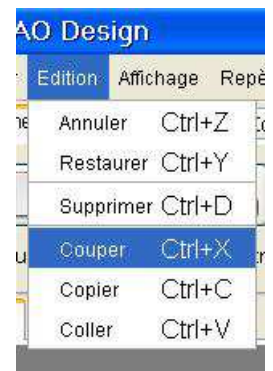 AO Design
Edition Affichage Repè
Annuler Ctrl+Z
Restaurer Ctrl+Y
Supprimer Ctrl+D
Couper Ctrl+X
Copier Ctrl+C
Coller Ctrl+V